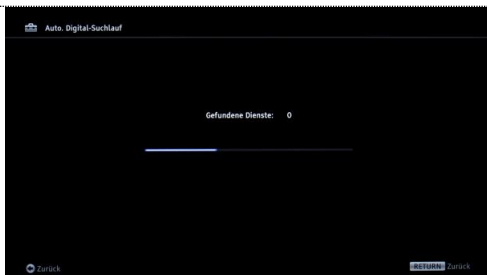 Auto. Digital-Suchlauf
Gefundene Dienste: 0
Zurück
RETURN Zurück